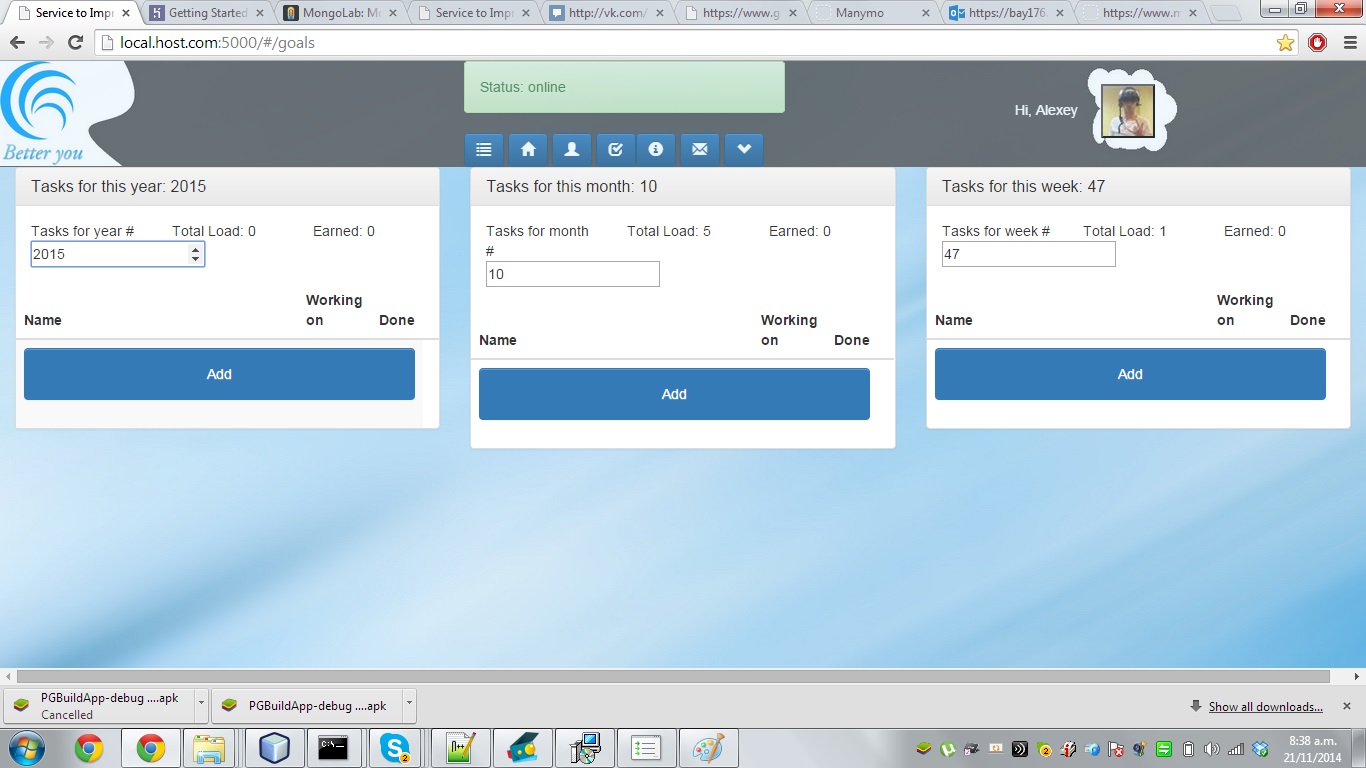 Service to Impr
Getting Started
MongoLab: M
Service to Impr
http://vk.com/
https://www.g
Manymo
https://bay176.
https://www.m
local.host.com:5000/#/goals
Better you
Status: online
Hi, Alexey
Tasks for this year: 2015
Tasks for year #
Total Load: 0
Earned: 0
2015
Name
Working
on
Done
Add
Tasks for this month: 10
Tasks for month
#
Total Load: 5
Earned: 0
10
Name
Working
on
Done
Add
Tasks for this week: 47
Tasks for week #
Total Load: 1
Earned: 0
47
Name
Working
on
Done
Add
PGBuildApp-debug ....apk
Cancelled
PGBuildApp-debug ....apk
Show all downloads...
8:38 a.m.
21/11/2014